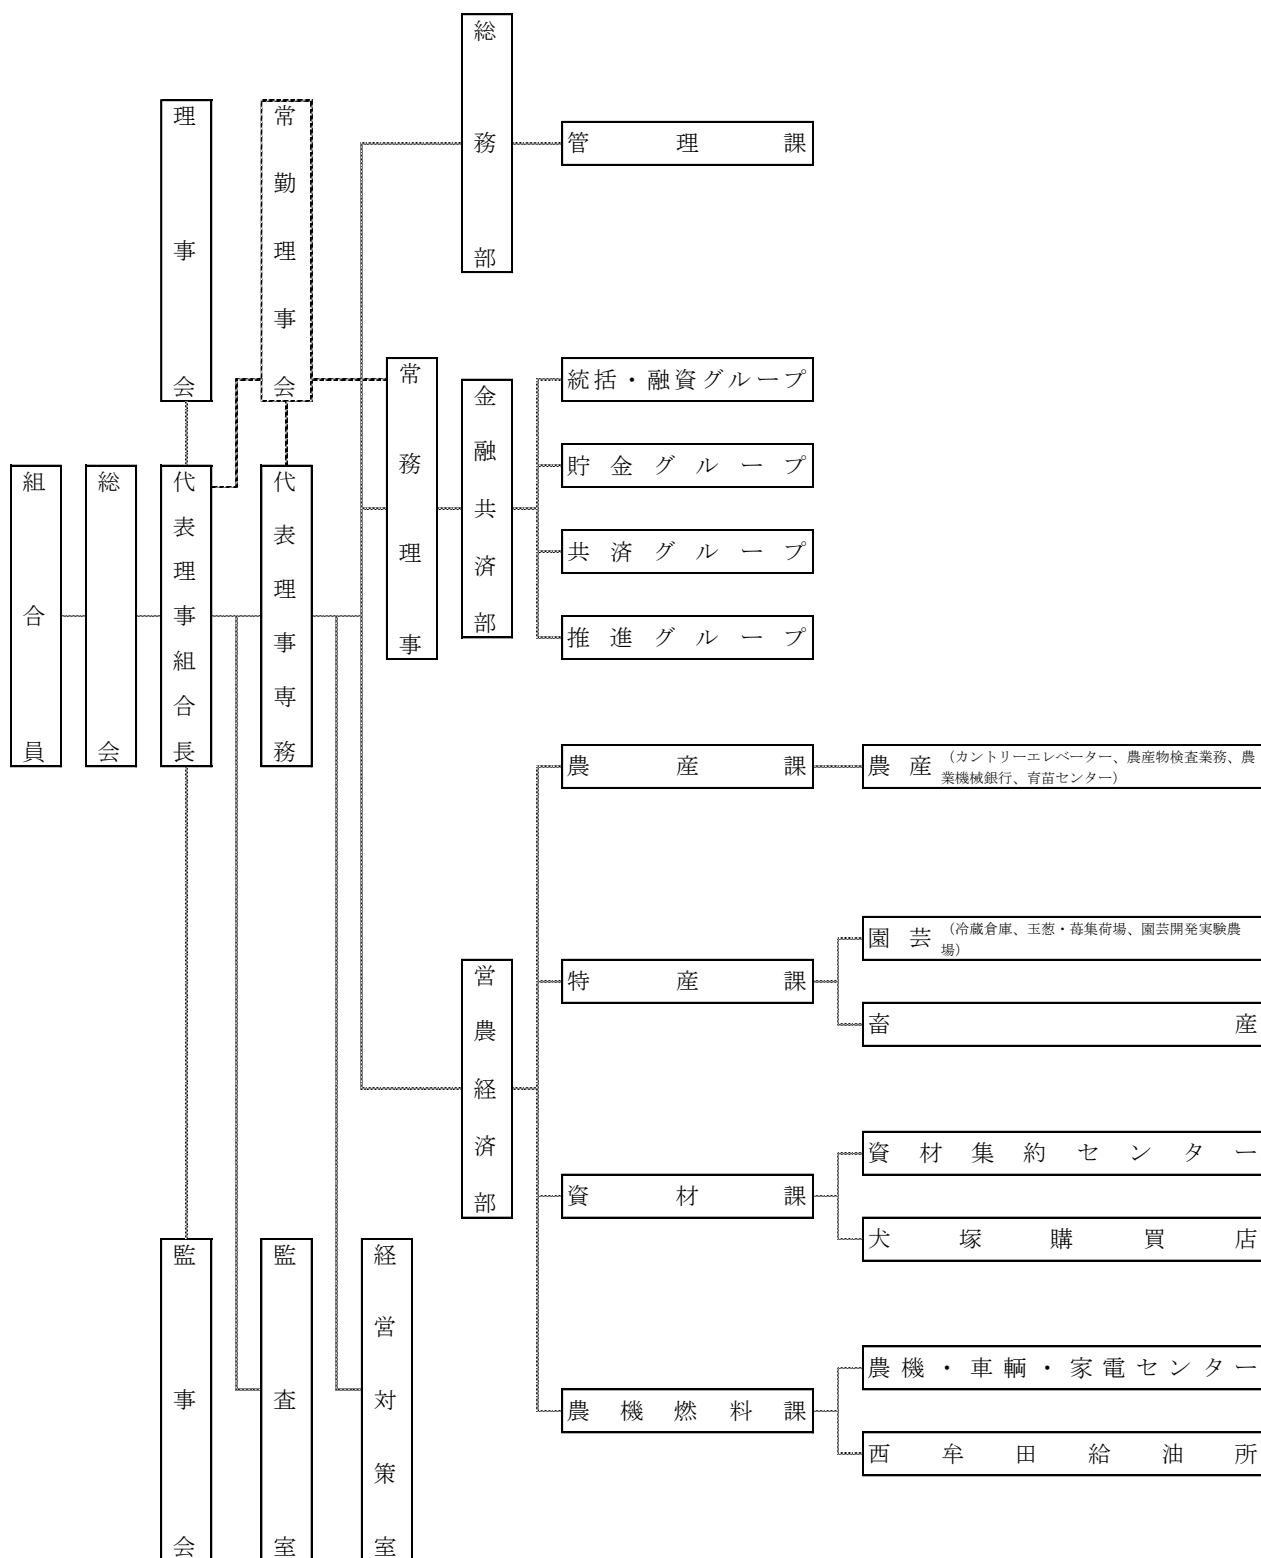 組合員
総会
理事会
代表理事組合長
監事会
常勤理事会
代表理事専務
監査室
経営対策室
常務理事
総務部
管理課
金融共済部
統括・融資グループ
貯金グループ
共済グループ
推進グループ
営農経済部
農産課
農産
（カントリーエレベーター、農産物検査業務、農
業機械銀行、育苗センター）
特産課
園芸
（冷蔵倉庫、玉葱・苺集荷場、園芸開発実験農
場）
畜産
資材課
資材集約センター
犬塚購買店
農機燃料課
農機・車輌・家電センター
西牟田給油所